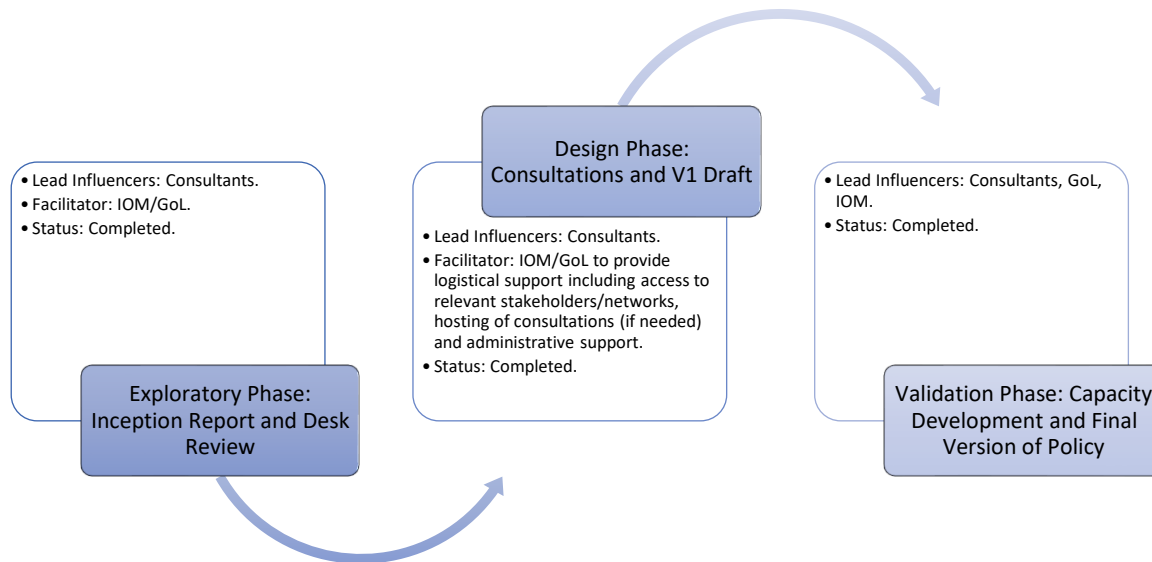 • Lead Influencers: Consultants.
• Facilitator: IOM/GoL.
• Status: Completed.
Exploratory Phase:
Inception Report and Desk
Review
Design Phase:
Consultations and V1 Draft
• Lead Influencers: Consultants.
• Facilitator: IOM/GoL to provide
logistical support including access to
relevant stakeholders/networks,
hosting of consultations (if needed)
and administrative support.
• Status: Completed.
• Lead Influencers: Consultants, GoL,
IOM.
• Status: Completed.
Validation Phase: Capacity
Development and Final
Version of Policy